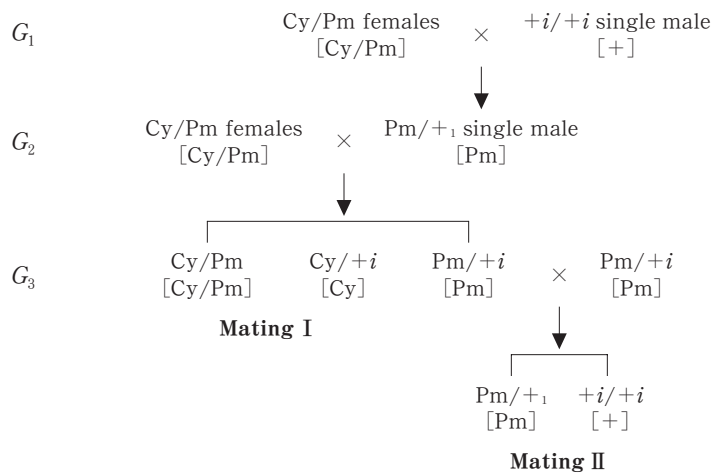 G1 Cy/Pm females × +i/+i single male
[Cy/Pm] [+]
G2 Cy/Pm females × Pm/+₁ single male
[Cy/Pm] [Pm]
G3 Cy/Pm Cy/+i Pm/+i × Pm/+i
[Cy/Pm] [Cy] [Pm] [Pm]
Mating Ⅰ
Pm/+₁ +i/+i
[Pm] [+]
Mating Ⅱ